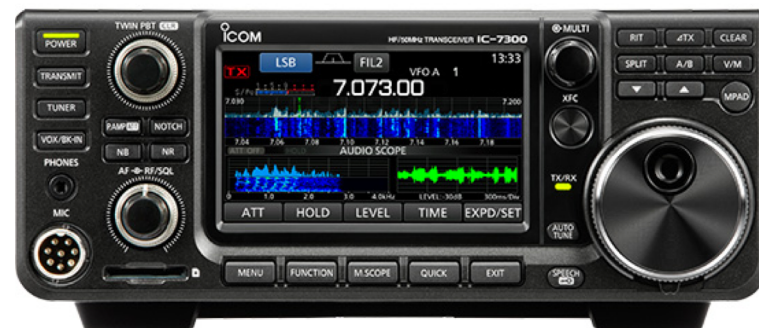 TWIN PBT CLR
POWER
TRANSMIT
TUNER
VOX/BK-IN
P.AMP ATT
NOTCH
NB
NR
PHONES
AF RF/SQL
MIC
ICOM
HF/50MHz TRANSCEIVER IC-7300
LSB
FIL2
13:33
TX
VFO A 1
S/Po
7.073.00
7.030
7.200
7.04 7.06 7.08 7.10 7.12 7.14 7.16 7.18
ATT OFF
HOLD
AUDIO SCOPE
0 1.0 2.0 3.0 4.0kHz
LEVEL:-30dB
300ms/Div
ATT HOLD LEVEL TIME EXPD/SET
MENU FUNCTION M.SCOPE QUICK EXIT
MULTI
XFC
TX/RX
AUTO
TUNE
SPEECH
RIT
⊿TX
CLEAR
SPLIT
A/B
V/M
MPAD